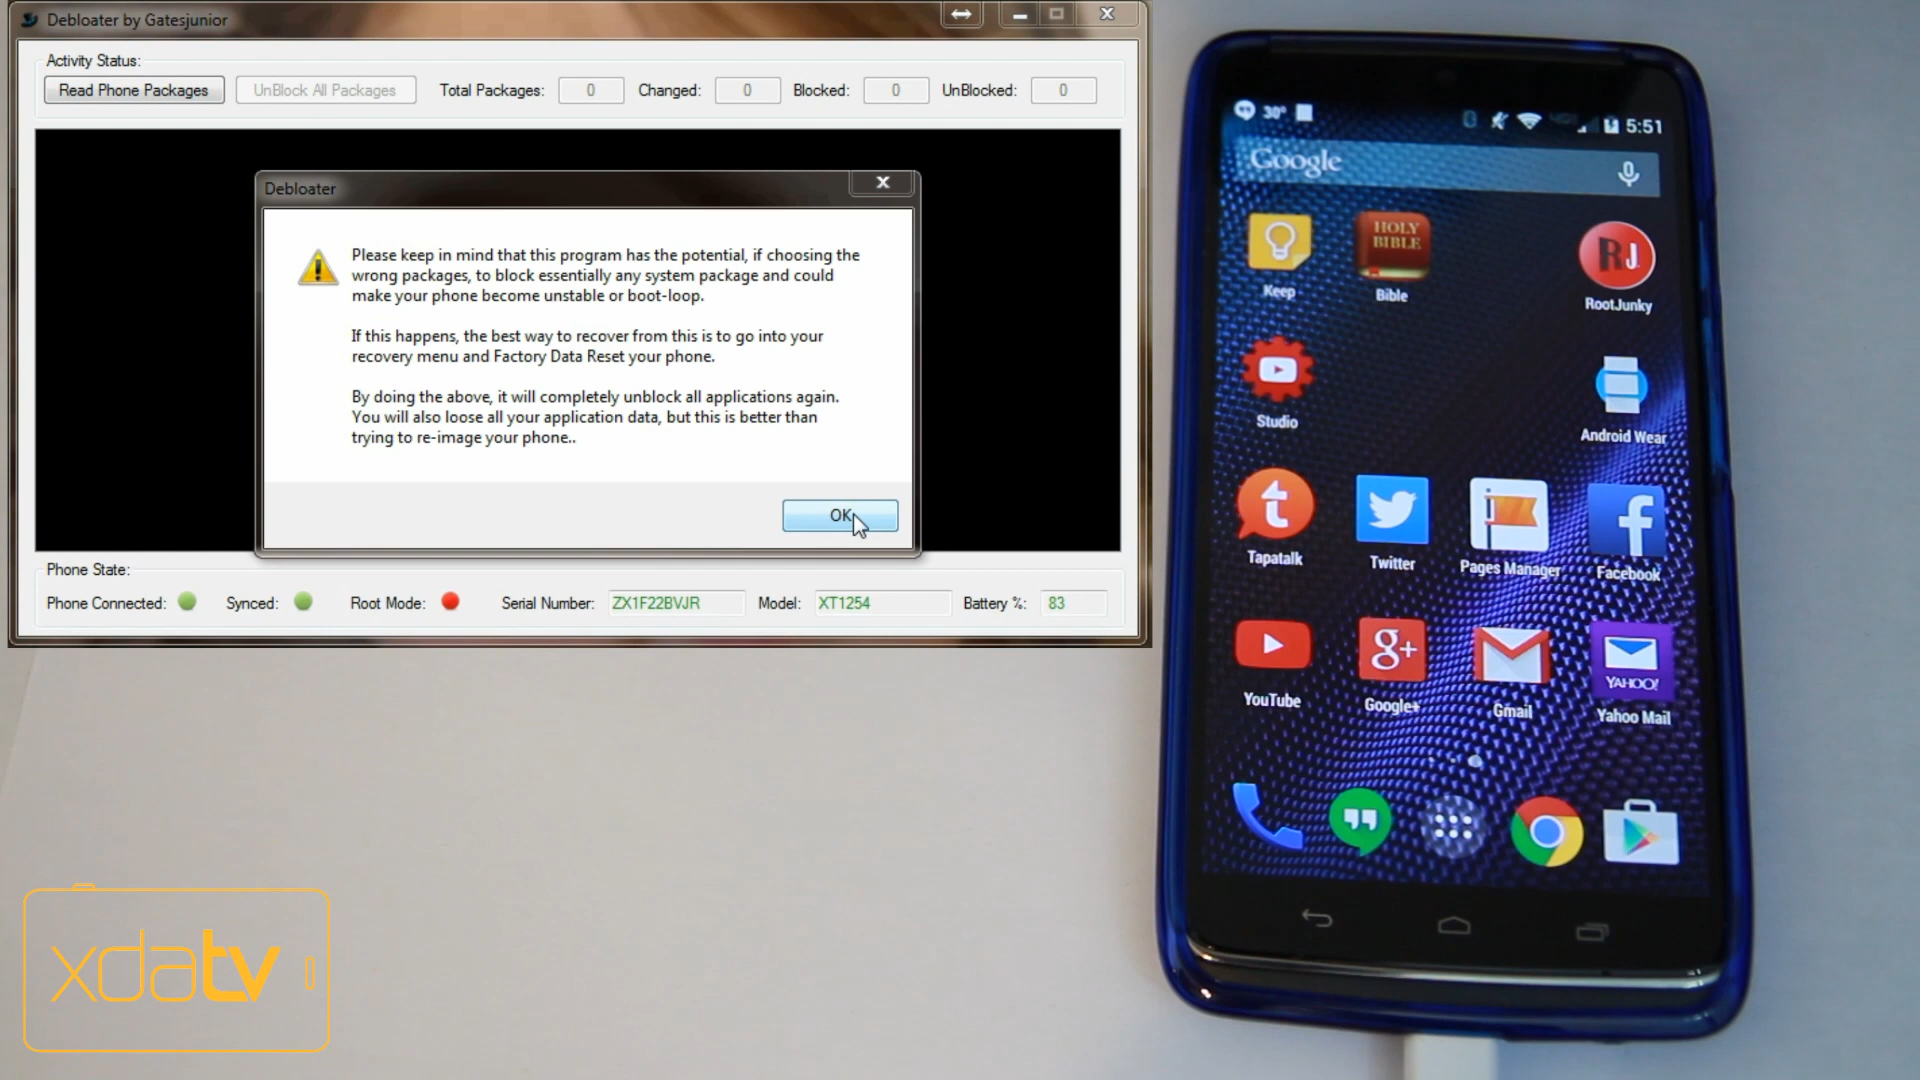 Debloater by Gatesjunior
Activity Status:
Read Phone Packages
UnBlock All Packages
Total Packages: 0
Changed: 0
Blocked: 0
UnBlocked: 0
Debloater
Please keep in mind that this program has the potential, if choosing the
wrong packages, to block essentially any system package and could
make your phone become unstable or boot-loop.
If this happens, the best way to recover from this is to go into your
recovery menu and Factory Data Reset your phone.
By doing the above, it will completely unblock all applications again.
You will also loose all your application data, but this is better than
trying to re-image your phone..
OK
Phone State:
Phone Connected:
Synced:
Root Mode:
Serial Number: ZX1F22BVJR
Model: XT1254
Battery %: 83
30°
5:51
Google
HOLY
BIBLE
RJ
Keep
Bible
RootJunky
Studio
Android Wear
t
f
Tapatalk
Twitter
Pages Manager
Facebook
g+
YAHOO!
YouTube
Google+
Gmail
Yahoo Mail
xdatv